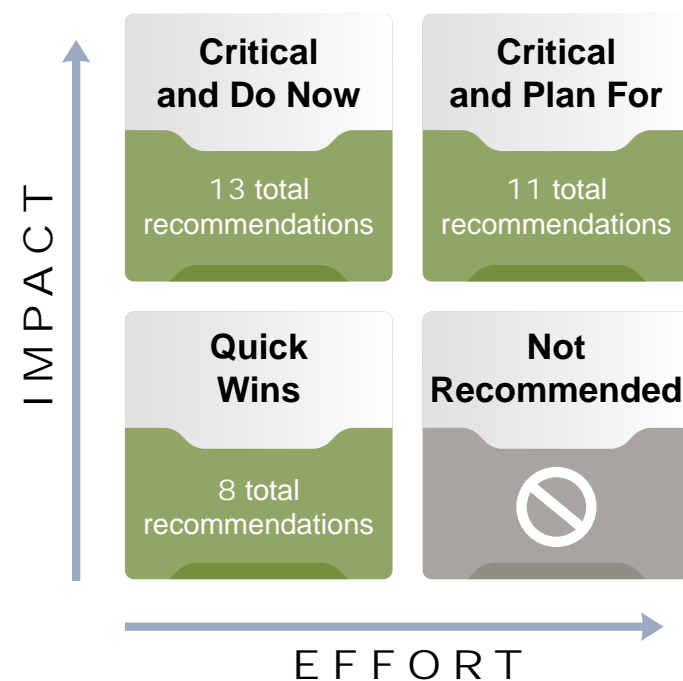 IMPACT
Critical
and Do Now
13 total
recommendations
Critical
and Plan For
11 total
recommendations
Quick
Wins
8 total
recommendations
Not
Recommended
EFFORT